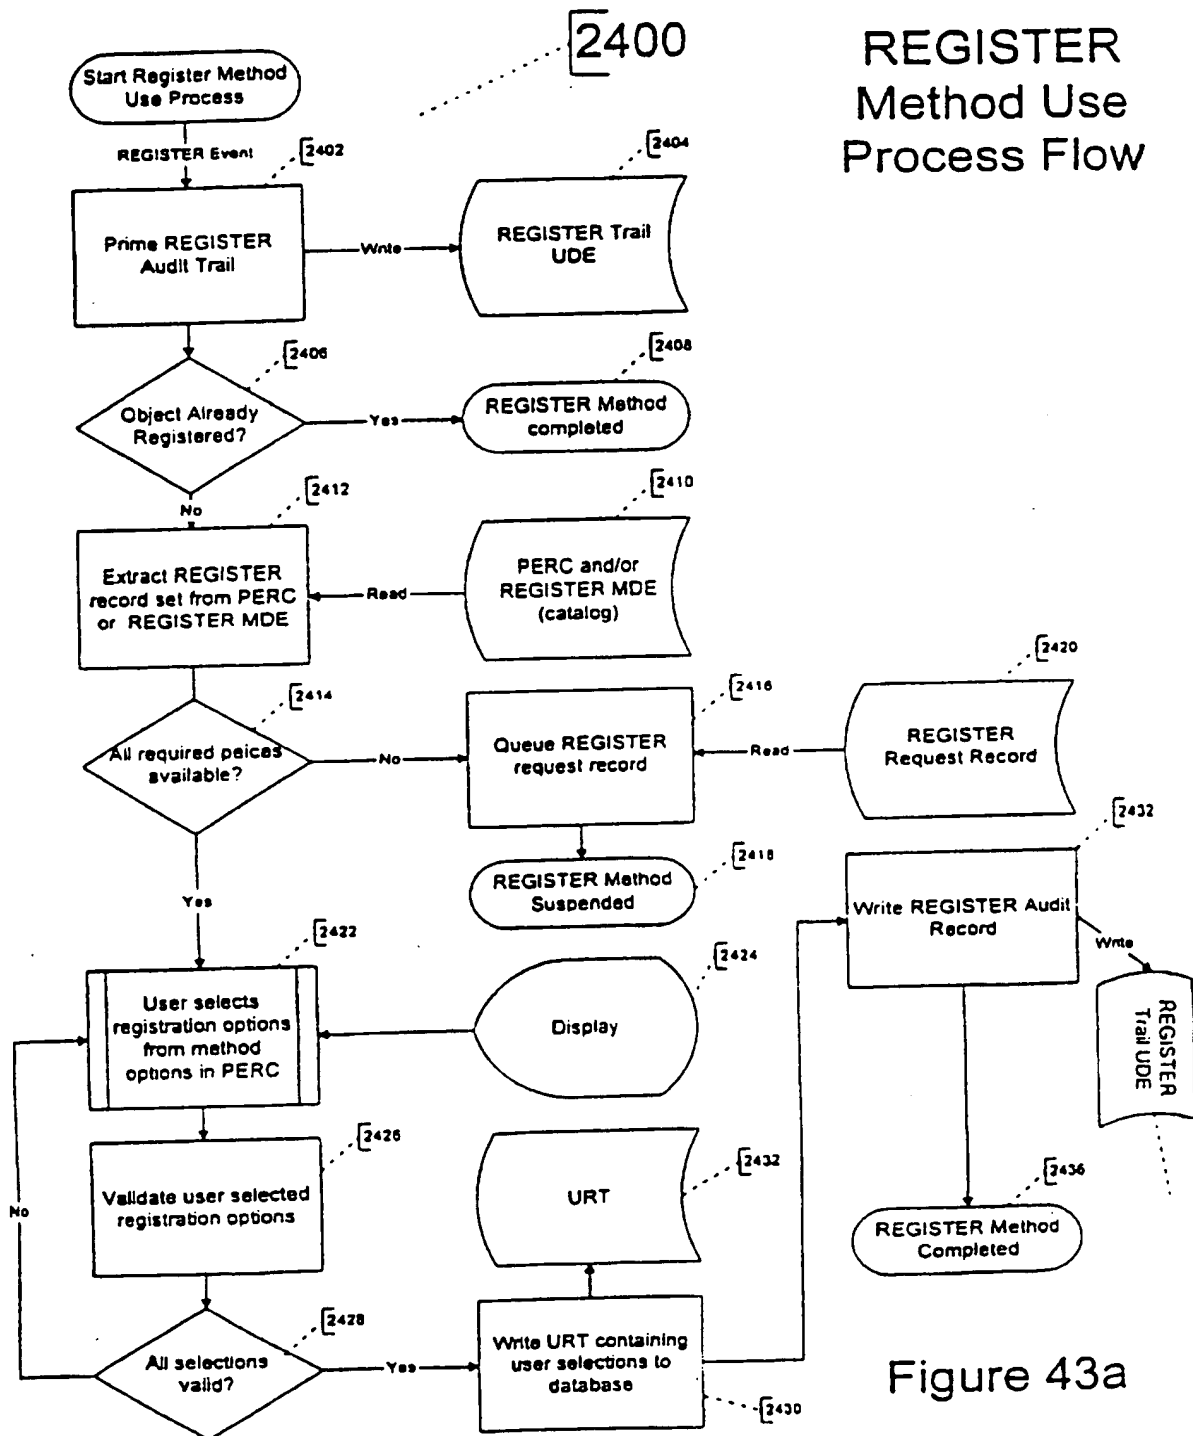 2400
REGISTER
Method Use
Process Flow
Start Register Method
Use Process
REGISTER Event
2402
Prime REGISTER
Audit Trail
Write
2404
REGISTER Trail
UDE
2406
Object Already
Registered?
Yes
2408
REGISTER Method
completed
No
2412
Extract REGISTER
record set from PERC
or REGISTER MDE
Read
2410
PERC and/or
REGISTER MDE
(catalog)
2414
All required peices
available?
No
2416
Queue REGISTER
request record
Read
2420
REGISTER
Request Record
2418
REGISTER Method
Suspended
Yes
2422
User selects
registration options
from method
options in PERC
2424
Display
2426
Validate user selected
registration options
No
2428
All selections
valid?
Yes
2432
URT
Write URT containing
user selections to
database
2430
2432
Write REGISTER Audit
Record
Write
REGISTER
Trail UDE
2436
REGISTER Method
Completed
Figure 43a